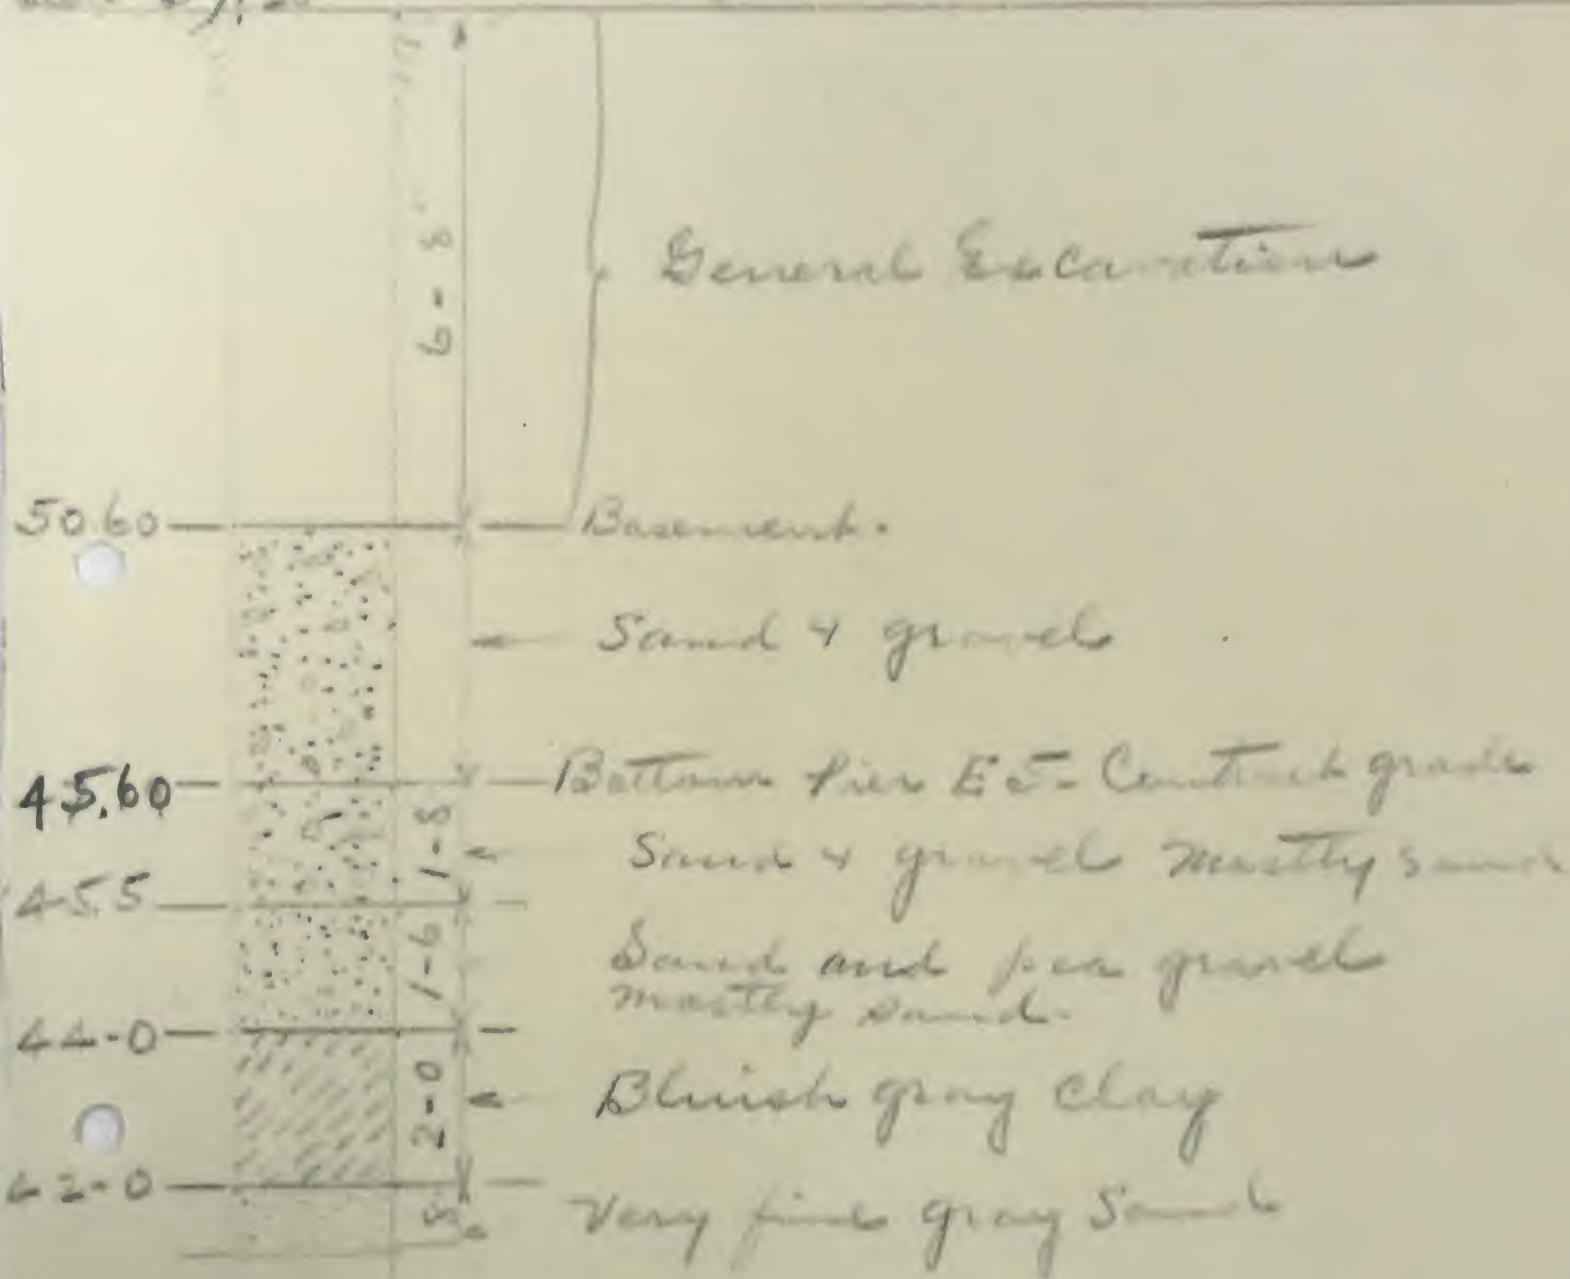 6-8
General Excavation
50.60
Basement.
Sand & gravel
45.60
Bottom Pier E5- Contract grade
1-8
Sand & gravel mostly sand
45.5
1-6
Sand and pea gravel
mostly sand.
44-0
2-0
Bluish gray clay
42-0
Very fine gray Sand